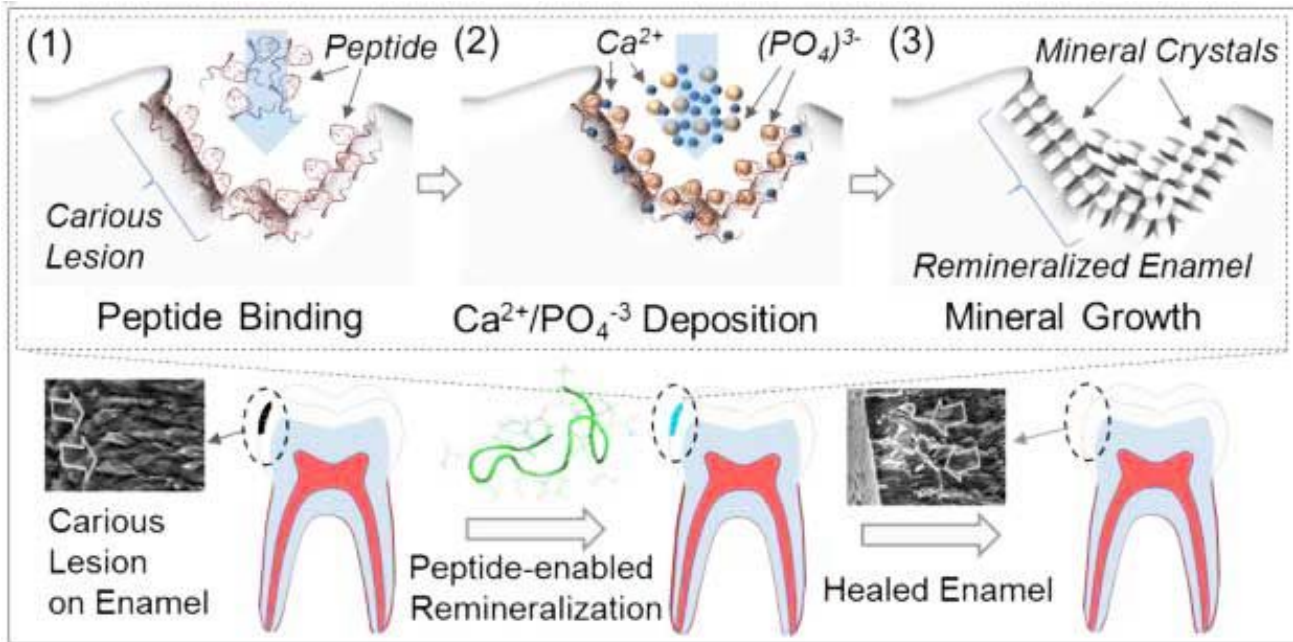 (1)
Peptide
(2)
Ca²⁺
(PO₄)³⁻
(3)
Mineral Crystals
Carious
Lesion
Remineralized Enamel
Peptide Binding
Ca²⁺/PO₄⁻³ Deposition
Mineral Growth
Carious
Lesion
on Enamel
Peptide-enabled
Remineralization
Healed Enamel